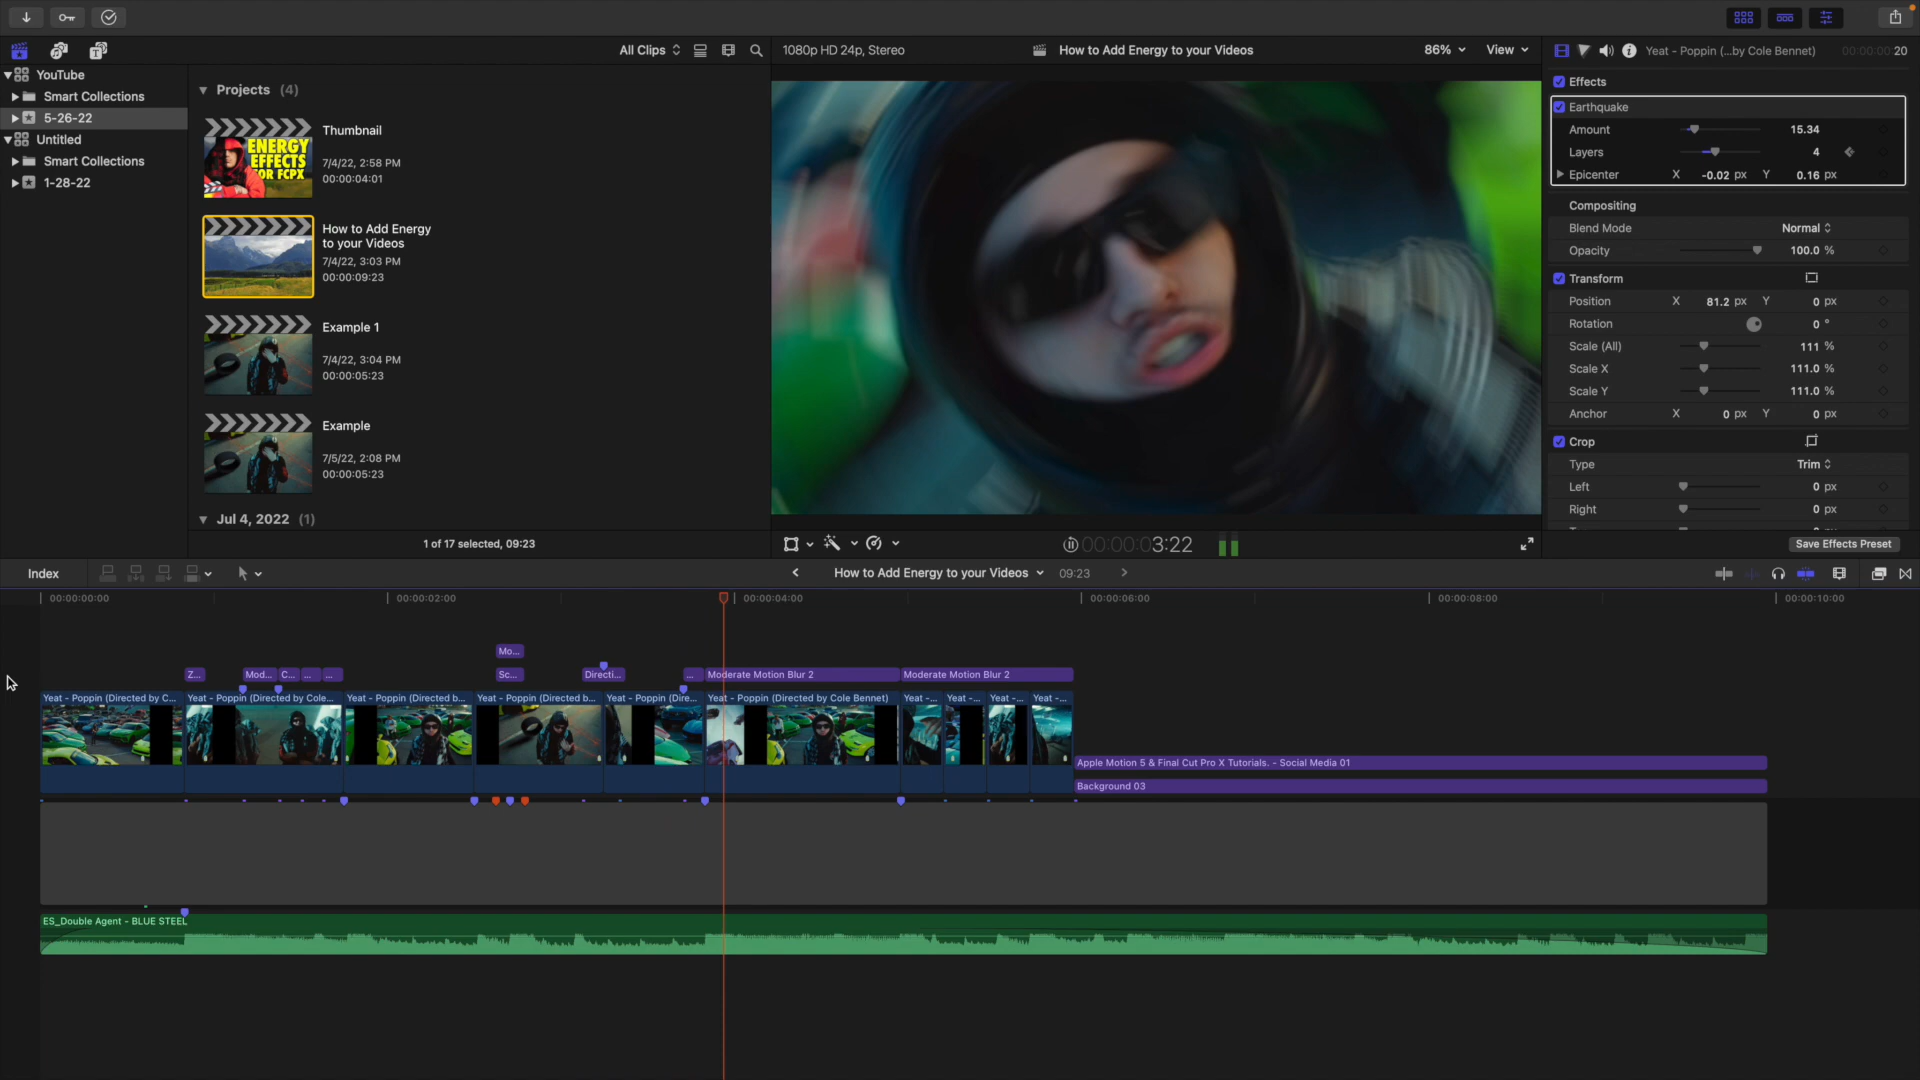 All Clips
1080p HD 24p, Stereo
How to Add Energy to your Videos
86%
View
Yeat - Poppin (...by Cole Bennet)
00:00:00:20
YouTube
Smart Collections
5-26-22
Untitled
Smart Collections
1-28-22
Projects (4)
Thumbnail
7/4/22, 2:58 PM
00:00:04:01
ENERGY
EFFECTS
FOR FCPX
How to Add Energy
to your Videos
7/4/22, 3:03 PM
00:00:09:23
Example 1
7/4/22, 3:04 PM
00:00:05:23
Example
7/5/22, 2:08 PM
00:00:05:23
Jul 4, 2022 (1)
1 of 17 selected, 09:23
00:00:03:22
Effects
Earthquake
Amount 15.34
Layers 4
Epicenter X -0.02 px Y 0.16 px
Compositing
Blend Mode Normal
Opacity 100.0 %
Transform
Position X 81.2 px Y 0 px
Rotation 0 °
Scale (All) 111 %
Scale X 111.0 %
Scale Y 111.0 %
Anchor X 0 px Y 0 px
Crop
Type Trim
Left 0 px
Right 0 px
Save Effects Preset
Index
How to Add Energy to your Videos
09:23
00:00:00:00
00:00:02:00
00:00:04:00
00:00:06:00
00:00:08:00
00:00:10:00
Mo...
Z...
Mod...
C...
...
...
Sc...
Directi...
...
Moderate Motion Blur 2
Moderate Motion Blur 2
Yeat - Poppin (Directed by C...
Yeat - Poppin (Directed by Cole...
Yeat - Poppin (Directed b...
Yeat - Poppin (Directed b...
Yeat - Poppin (Dire...
Yeat - Poppin (Directed by Cole Bennet)
Yeat -...
Yeat -...
Yeat -...
Yeat -...
Apple Motion 5 & Final Cut Pro X Tutorials. - Social Media 01
Background 03
ES_Double Agent - BLUE STEEL